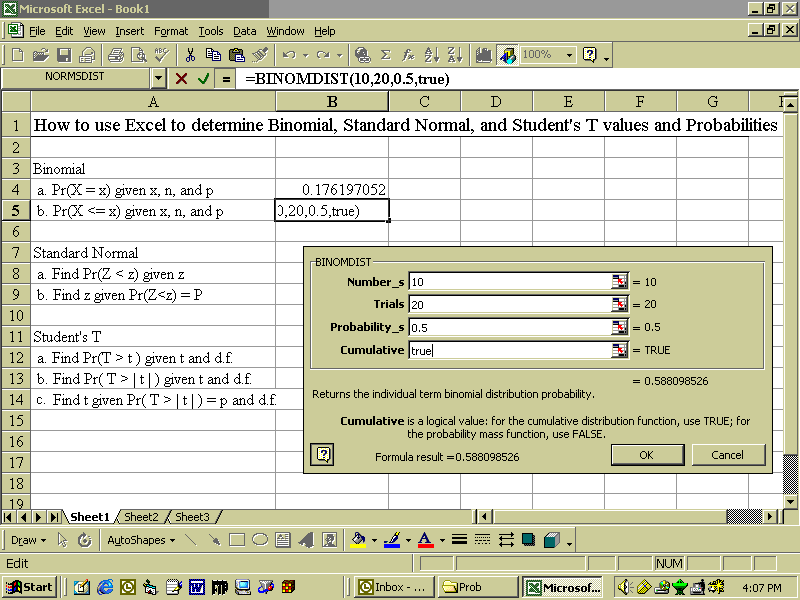 Microsoft Excel - Book1
File Edit View Insert Format Tools Data Window Help
100%
NORMSDIST
=
=BINOMDIST(10,20,0.5,true)
A B C D E F G
1 How to use Excel to determine Binomial, Standard Normal, and Student's T values and Probabilities
2
3 Binomial
4 a. Pr(X = x) given x, n, and p 0.176197052
5 b. Pr(X <= x) given x, n, and p 0,20,0.5,true)
6
7 Standard Normal
8 a. Find Pr(Z < z) given z
9 b. Find z given Pr(Z<z) = P
10
11 Student's T
12 a. Find Pr(T > t ) given t and d.f.
13 b. Find Pr( T > | t | ) given t and d.f.
14 c. Find t given Pr( T > | t | ) = p and d.f.
15
16
17
18
19
BINOMDIST
Number_s 10 = 10
Trials 20 = 20
Probability_s 0.5 = 0.5
Cumulative true = TRUE
= 0.588098526
Returns the individual term binomial distribution probability.
Cumulative is a logical value: for the cumulative distribution function, use TRUE; for
the probability mass function, use FALSE.
Formula result =0.588098526
OK
Cancel
Sheet1 Sheet2 Sheet3
Draw AutoShapes
Edit
NUM
Start
Inbox - ...
Prob
Microsof...
4:07 PM